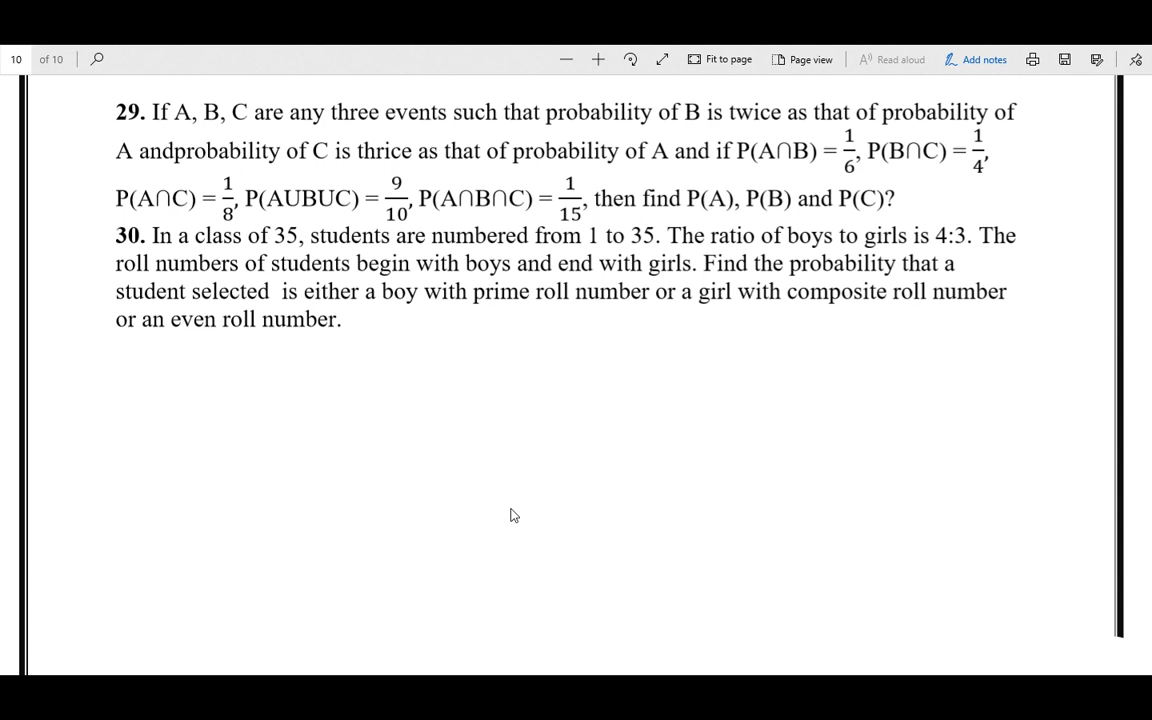 10 of 10 Fit to page Page view Read aloud Add notes
29. If A, B, C are any three events such that probability of B is twice as that of probability of
A andprobability of C is thrice as that of probability of A and if P(A∩B) = 1/6, P(B∩C) = 1/4,
P(A∩C) = 1/8, P(AUBUC) = 9/10, P(A∩B∩C) = 1/15, then find P(A), P(B) and P(C)?
30. In a class of 35, students are numbered from 1 to 35. The ratio of boys to girls is 4:3. The
roll numbers of students begin with boys and end with girls. Find the probability that a
student selected is either a boy with prime roll number or a girl with composite roll number
or an even roll number.